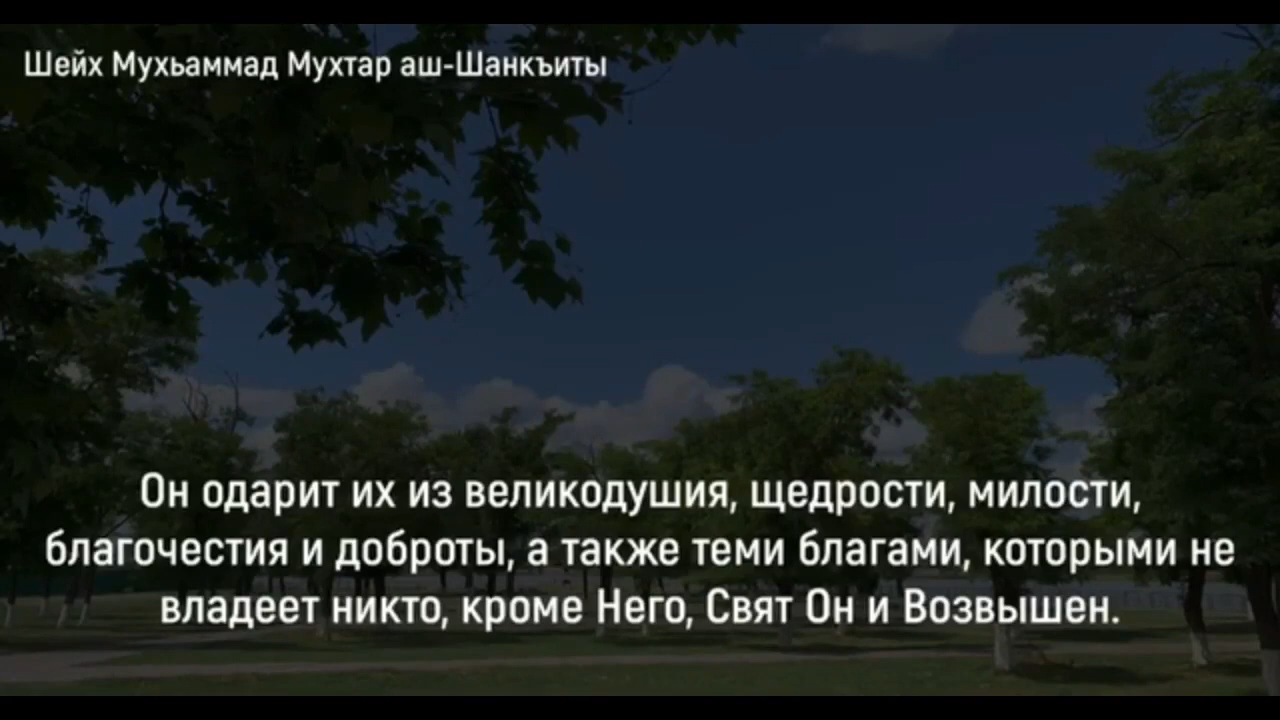 Шейх Мухьаммад Мухтар аш-Шанкъиты
Он одарит их из великодушия, щедрости, милости,
благочестия и доброты, а также теми благами, которыми не
владеет никто, кроме Него, Свят Он и Возвышен.